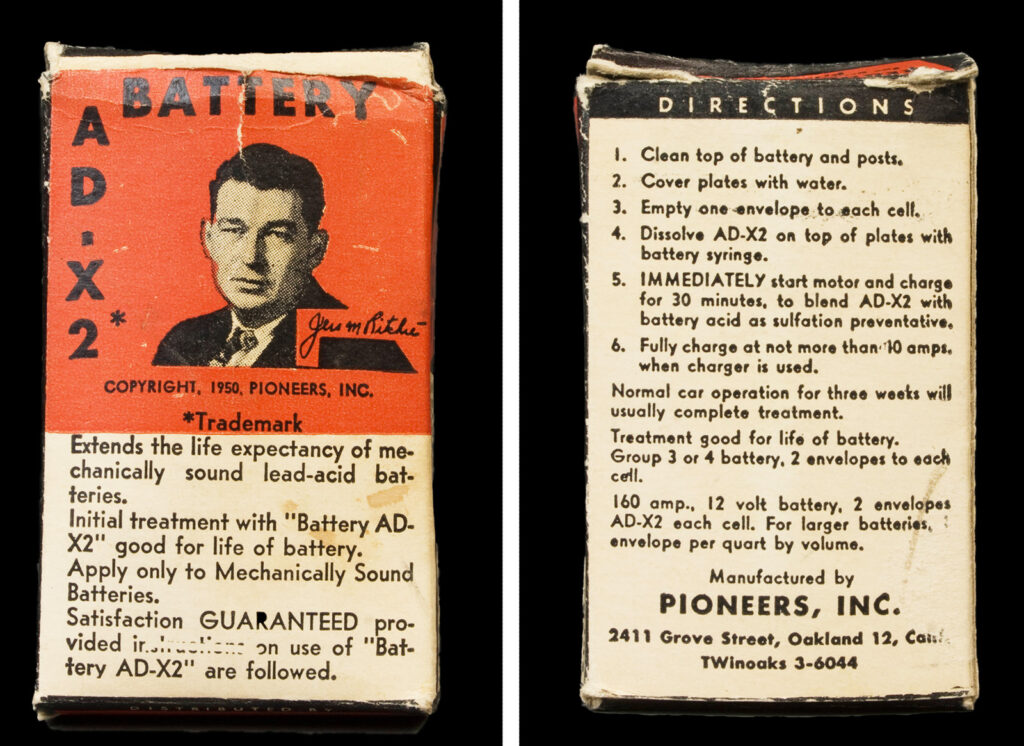 BATTERY
AD-X2*
Jess M Ritchie
COPYRIGHT, 1950, PIONEERS, INC.
*Trademark
Extends the life expectancy of me-
chanically sound lead-acid bat-
teries.
Initial treatment with "Battery AD-
X2" good for life of battery.
Apply only to Mechanically Sound
Batteries.
Satisfaction GUARANTEED pro-
vided instructions on use of "Bat-
tery AD-X2" are followed.
DISTRIBUTED BY
DIRECTIONS
1. Clean top of battery and posts.
2. Cover plates with water.
3. Empty one envelope to each cell.
4. Dissolve AD-X2 on top of plates with
battery syringe.
5. IMMEDIATELY start motor and charge
for 30 minutes, to blend AD-X2 with
battery acid as sulfation preventative.
6. Fully charge at not more than 10 amps.
when charger is used.
Normal car operation for three weeks will
usually complete treatment.
Treatment good for life of battery.
Group 3 or 4 battery, 2 envelopes to each
cell.
160 amp., 12 volt battery, 2 envelopes
AD-X2 each cell. For larger batteries,
envelope per quart by volume.
Manufactured by
PIONEERS, INC.
2411 Grove Street, Oakland 12, Calif.
TWinoaks 3-6044